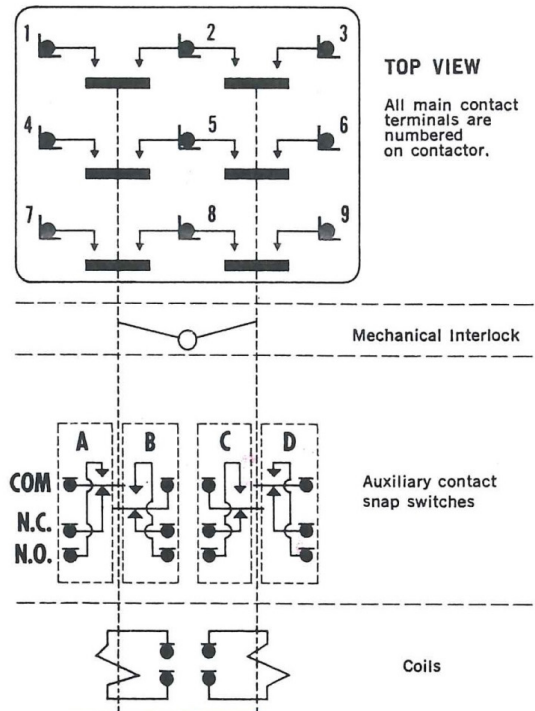 1 2 3
TOP VIEW
All main contact
terminals are
numbered
on contactor.
4 5 6
7 8 9
Mechanical Interlock
A B C D
COM
N.C.
N.O.
Auxiliary contact
snap switches
Coils